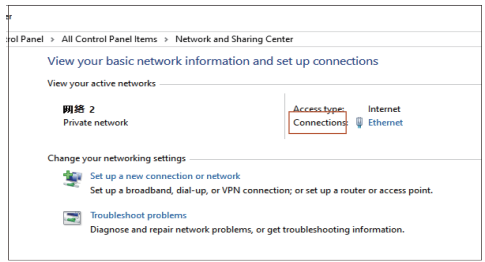 er
rol Panel > All Control Panel Items > Network and Sharing Center
View your basic network information and set up connections
View your active networks
网络 2
Private network
Access type: Internet
Connections: Ethernet
Change your networking settings
Set up a new connection or network
Set up a broadband, dial-up, or VPN connection; or set up a router or access point.
Troubleshoot problems
Diagnose and repair network problems, or get troubleshooting information.